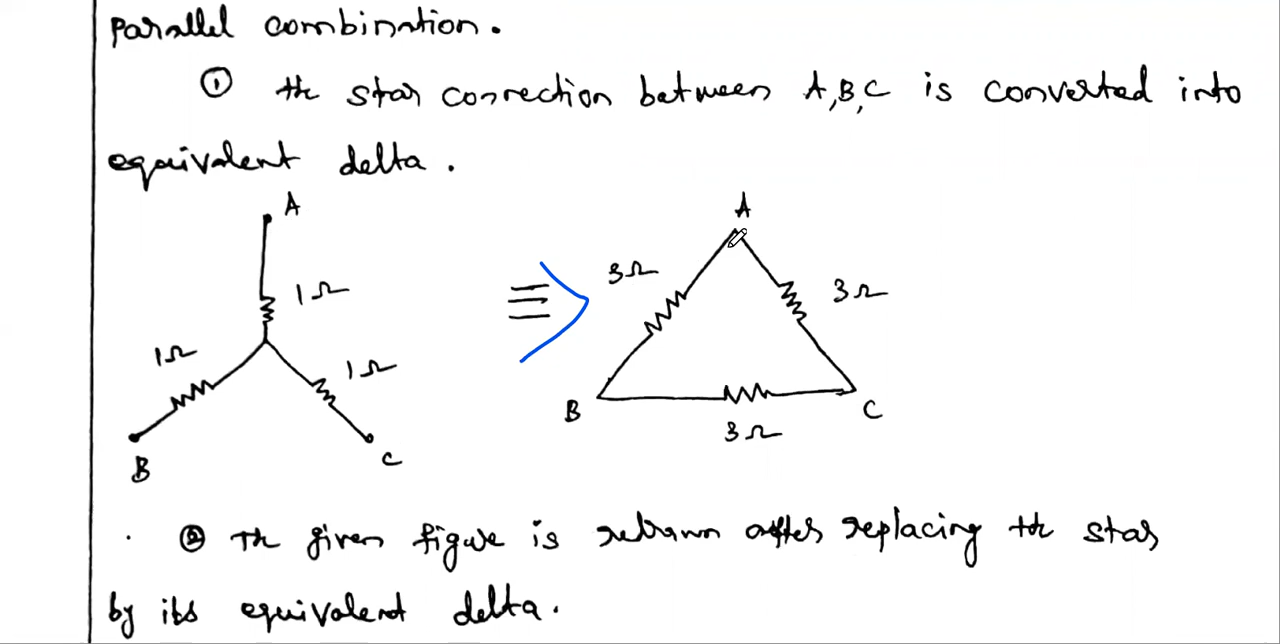 parallel combination.
① the star connection between A,B,C is converted into
equivalent delta.
A
A
3Ω
3Ω
1Ω
≡
1Ω
1Ω
B
C
3Ω
B
C
② The given figure is redrawn after replacing the star
by its equivalent delta.